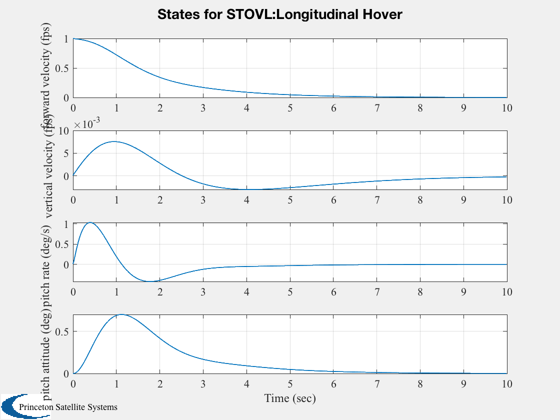 States for STOVL:Longitudinal Hover
forward velocity (fps)
1
0.5
0
0 1 2 3 4 5 6 7 8 9 10
×10^-3
vertical velocity (fps)
10
5
0
0 1 2 3 4 5 6 7 8 9 10
pitch rate (deg/s)
1
0.5
0
0 1 2 3 4 5 6 7 8 9 10
pitch attitude (deg)
0.5
0
0 1 2 3 4 5 6 7 8 9 10
Time (sec)
Princeton Satellite Systems